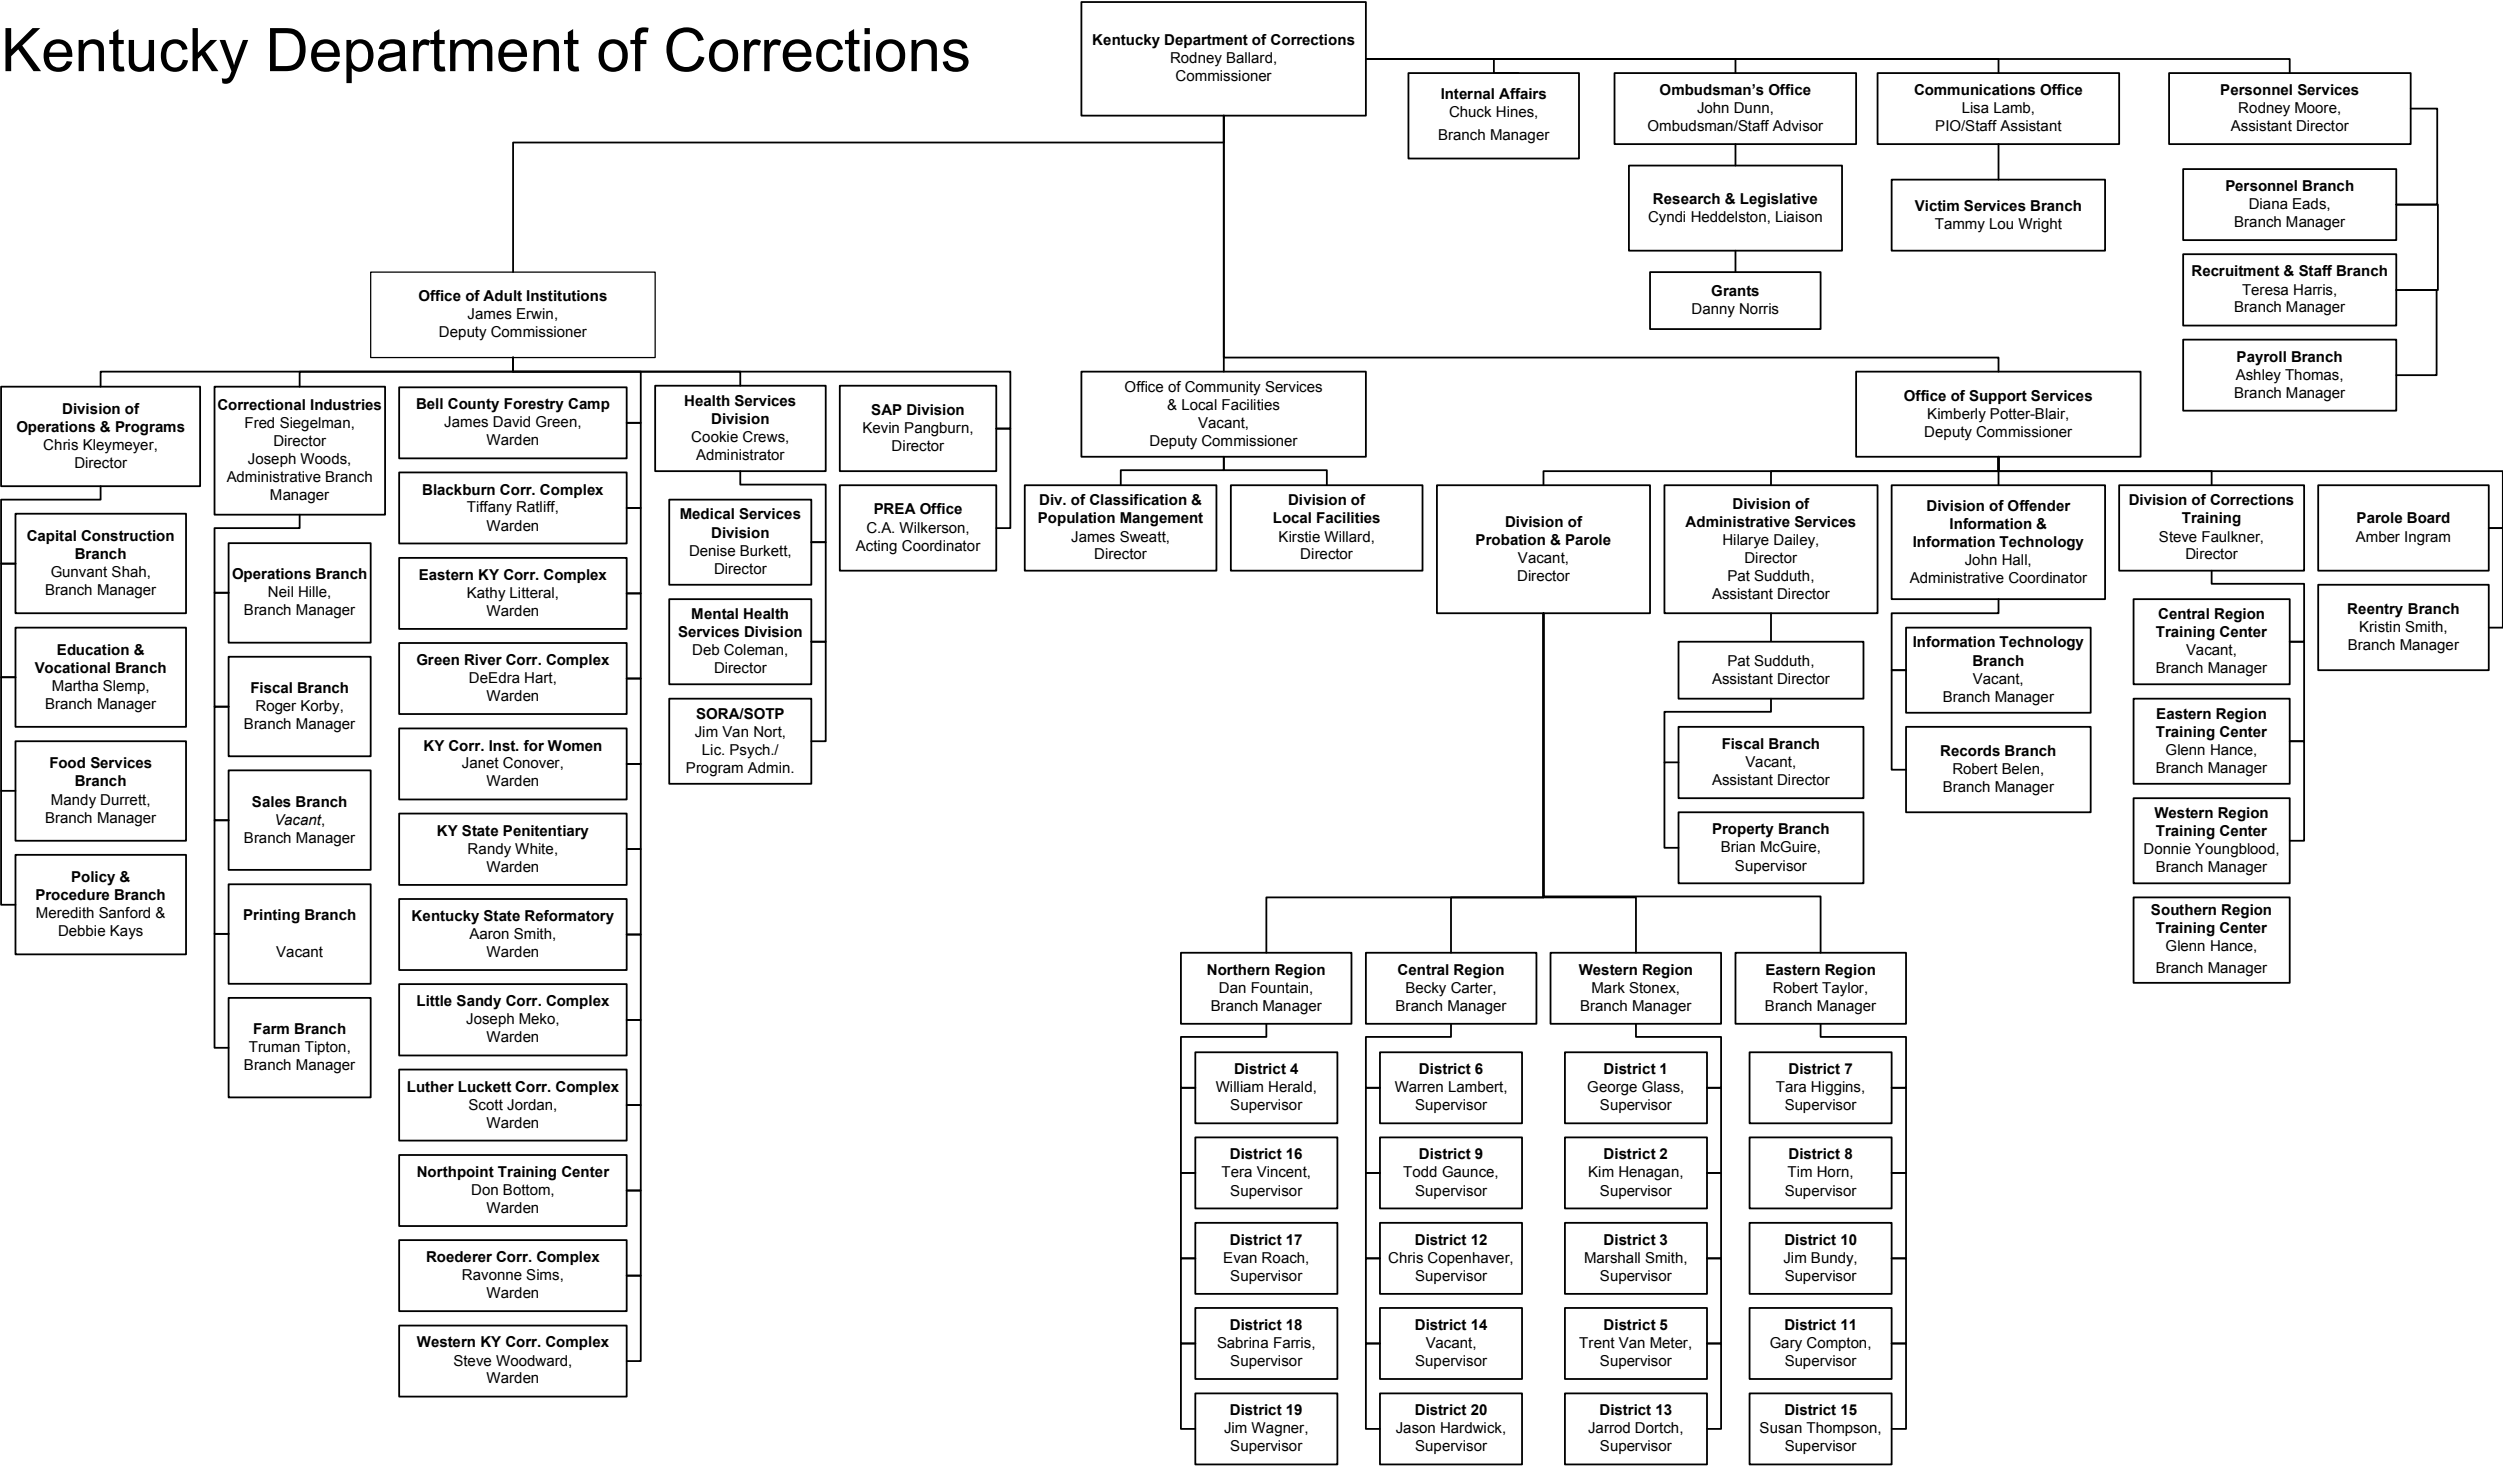 Kentucky Department of Corrections
Kentucky Department of Corrections
Rodney Ballard,
Commissioner
Internal Affairs
Chuck Hines,
Branch Manager
Ombudsman’s Office
John Dunn,
Ombudsman/Staff Advisor
Research & Legislative
Cyndi Heddelston, Liaison
Grants
Danny Norris
Communications Office
Lisa Lamb,
PIO/Staff Assistant
Victim Services Branch
Tammy Lou Wright
Personnel Services
Rodney Moore,
Assistant Director
Personnel Branch
Diana Eads,
Branch Manager
Recruitment & Staff Branch
Teresa Harris,
Branch Manager
Payroll Branch
Ashley Thomas,
Branch Manager
Office of Adult Institutions
James Erwin,
Deputy Commissioner
Division of
Operations & Programs
Chris Kleymeyer,
Director
Capital Construction
Branch
Gunvant Shah,
Branch Manager
Education &
Vocational Branch
Martha Slemp,
Branch Manager
Food Services
Branch
Mandy Durrett,
Branch Manager
Policy &
Procedure Branch
Meredith Sanford &
Debbie Kays
Correctional Industries
Fred Siegelman,
Director
Joseph Woods,
Administrative Branch
Manager
Operations Branch
Neil Hille,
Branch Manager
Fiscal Branch
Roger Korby,
Branch Manager
Sales Branch
Vacant,
Branch Manager
Printing Branch
Vacant
Farm Branch
Truman Tipton,
Branch Manager
Bell County Forestry Camp
James David Green,
Warden
Blackburn Corr. Complex
Tiffany Ratliff,
Warden
Eastern KY Corr. Complex
Kathy Litteral,
Warden
Green River Corr. Complex
DeEdra Hart,
Warden
KY Corr. Inst. for Women
Janet Conover,
Warden
KY State Penitentiary
Randy White,
Warden
Kentucky State Reformatory
Aaron Smith,
Warden
Little Sandy Corr. Complex
Joseph Meko,
Warden
Luther Luckett Corr. Complex
Scott Jordan,
Warden
Northpoint Training Center
Don Bottom,
Warden
Roederer Corr. Complex
Ravonne Sims,
Warden
Western KY Corr. Complex
Steve Woodward,
Warden
Health Services
Division
Cookie Crews,
Administrator
Medical Services
Division
Denise Burkett,
Director
Mental Health
Services Division
Deb Coleman,
Director
SORA/SOTP
Jim Van Nort,
Lic. Psych./
Program Admin.
SAP Division
Kevin Pangburn,
Director
PREA Office
C.A. Wilkerson,
Acting Coordinator
Office of Community Services
& Local Facilities
Vacant,
Deputy Commissioner
Div. of Classification &
Population Mangement
James Sweatt,
Director
Division of
Local Facilities
Kirstie Willard,
Director
Office of Support Services
Kimberly Potter-Blair,
Deputy Commissioner
Division of
Probation & Parole
Vacant,
Director
Division of
Administrative Services
Hilarye Dailey,
Director
Pat Sudduth,
Assistant Director
Pat Sudduth,
Assistant Director
Fiscal Branch
Vacant,
Assistant Director
Property Branch
Brian McGuire,
Supervisor
Division of Offender
Information &
Information Technology
John Hall,
Administrative Coordinator
Information Technology
Branch
Vacant,
Branch Manager
Records Branch
Robert Belen,
Branch Manager
Division of Corrections
Training
Steve Faulkner,
Director
Central Region
Training Center
Vacant,
Branch Manager
Eastern Region
Training Center
Glenn Hance,
Branch Manager
Western Region
Training Center
Donnie Youngblood,
Branch Manager
Southern Region
Training Center
Glenn Hance,
Branch Manager
Parole Board
Amber Ingram
Reentry Branch
Kristin Smith,
Branch Manager
Northern Region
Dan Fountain,
Branch Manager
District 4
William Herald,
Supervisor
District 16
Tera Vincent,
Supervisor
District 17
Evan Roach,
Supervisor
District 18
Sabrina Farris,
Supervisor
District 19
Jim Wagner,
Supervisor
Central Region
Becky Carter,
Branch Manager
District 6
Warren Lambert,
Supervisor
District 9
Todd Gaunce,
Supervisor
District 12
Chris Copenhaver,
Supervisor
District 14
Vacant,
Supervisor
District 20
Jason Hardwick,
Supervisor
Western Region
Mark Stonex,
Branch Manager
District 1
George Glass,
Supervisor
District 2
Kim Henagan,
Supervisor
District 3
Marshall Smith,
Supervisor
District 5
Trent Van Meter,
Supervisor
District 13
Jarrod Dortch,
Supervisor
Eastern Region
Robert Taylor,
Branch Manager
District 7
Tara Higgins,
Supervisor
District 8
Tim Horn,
Supervisor
District 10
Jim Bundy,
Supervisor
District 11
Gary Compton,
Supervisor
District 15
Susan Thompson,
Supervisor